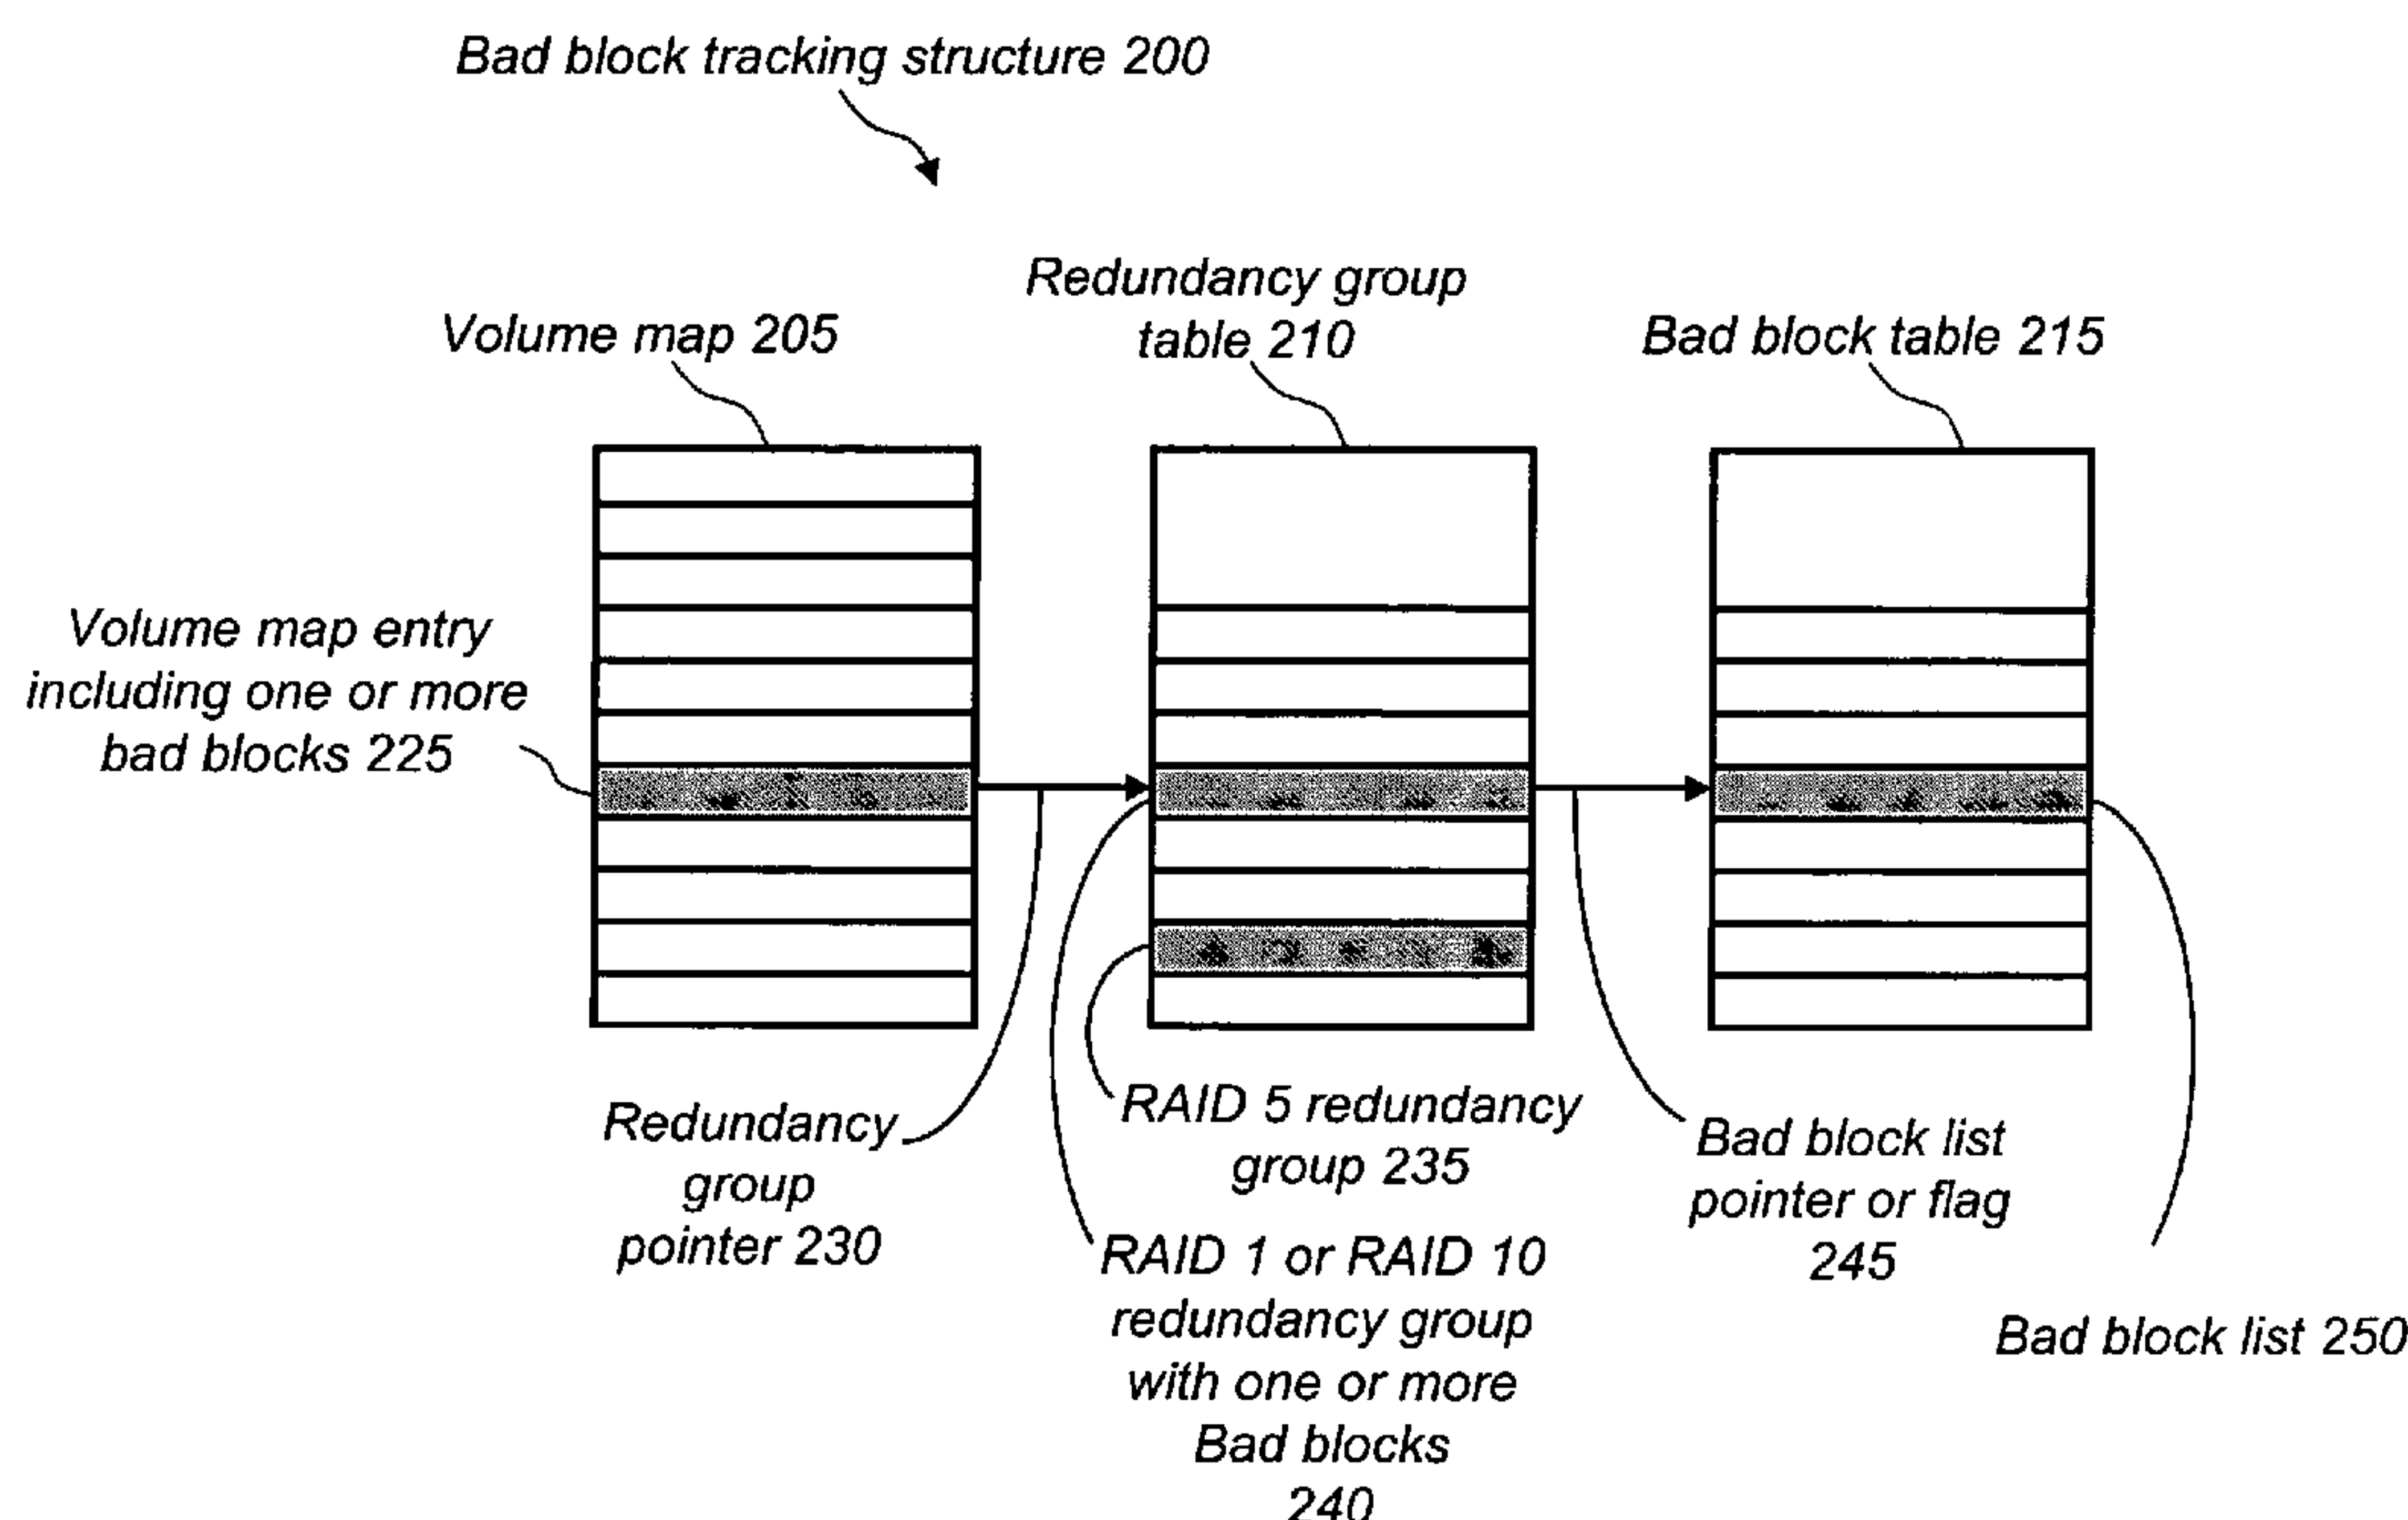 Bad block tracking structure 200
Volume map 205
Redundancy group
table 210
Bad block table 215
Volume map entry
including one or more
bad blocks 225
Redundancy
group
pointer 230
RAID 5 redundancy
group 235
RAID 1 or RAID 10
redundancy group
with one or more
Bad blocks
240
Bad block list
pointer or flag
245
Bad block list 250